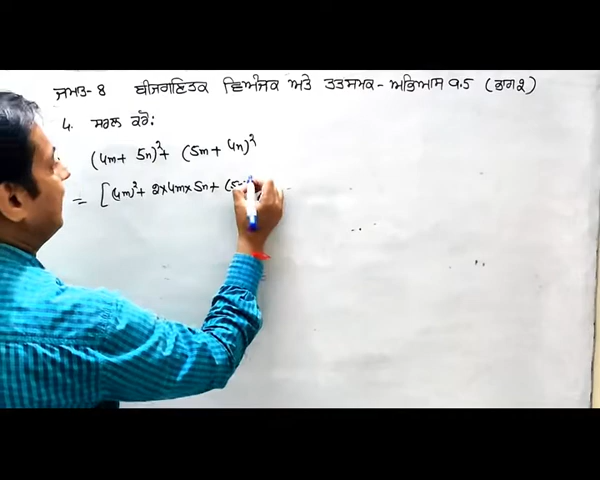 ਜਮਾਤ- 8 ਬੀਜਗਣਿਤਕ ਵਿਅੰਜਕ ਅਤੇ ਤਤਸਮਕ - ਅਭਿਆਸ 9.5 (ਭਾਗ 2)
4. ਸਰਲ ਕਰੋ:
(4m + 5n)² + (5m + 4n)²
= [(4m)² + 2×4m×5n + (5